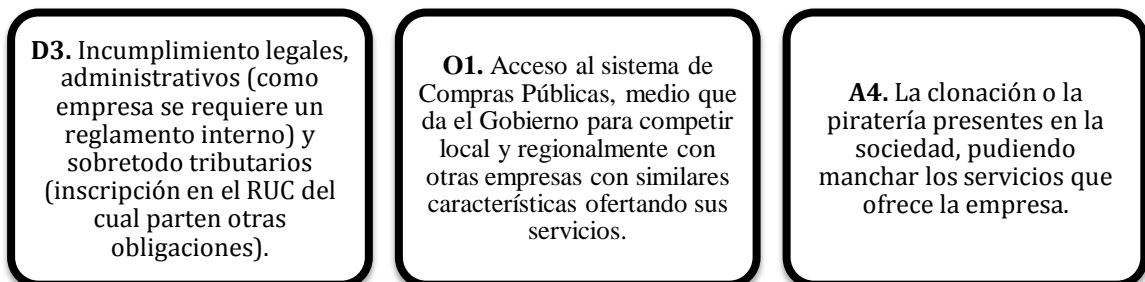 D3. Incumplimiento legales,
administrativos (como
empresa se requiere un
reglamento interno) y
sobretodo tributarios
(inscripción en el RUC del
cual parten otras
obligaciones).
O1. Acceso al sistema de
Compras Públicas, medio que
da el Gobierno para competir
local y regionalmente con
otras empresas con similares
características ofertando sus
servicios.
A4. La clonación o la
piratería presentes en la
sociedad, pudiendo
manchar los servicios que
ofrece la empresa.